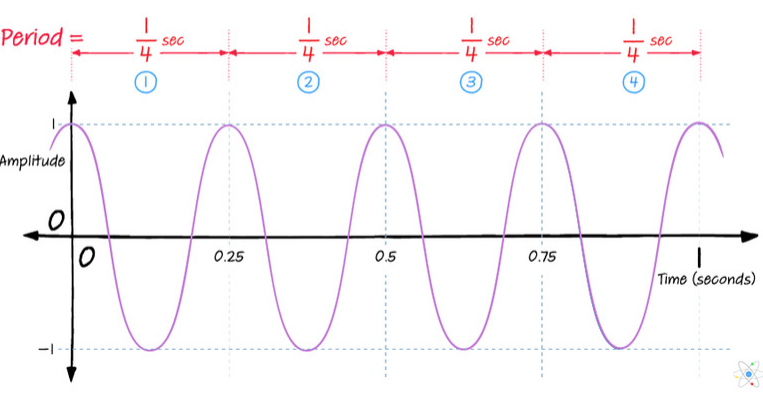 Period = 1/4 sec 1/4 sec 1/4 sec 1/4 sec
1 2 3 4
1
Amplitude
0
0 0.25 0.5 0.75 1
Time (seconds)
-1